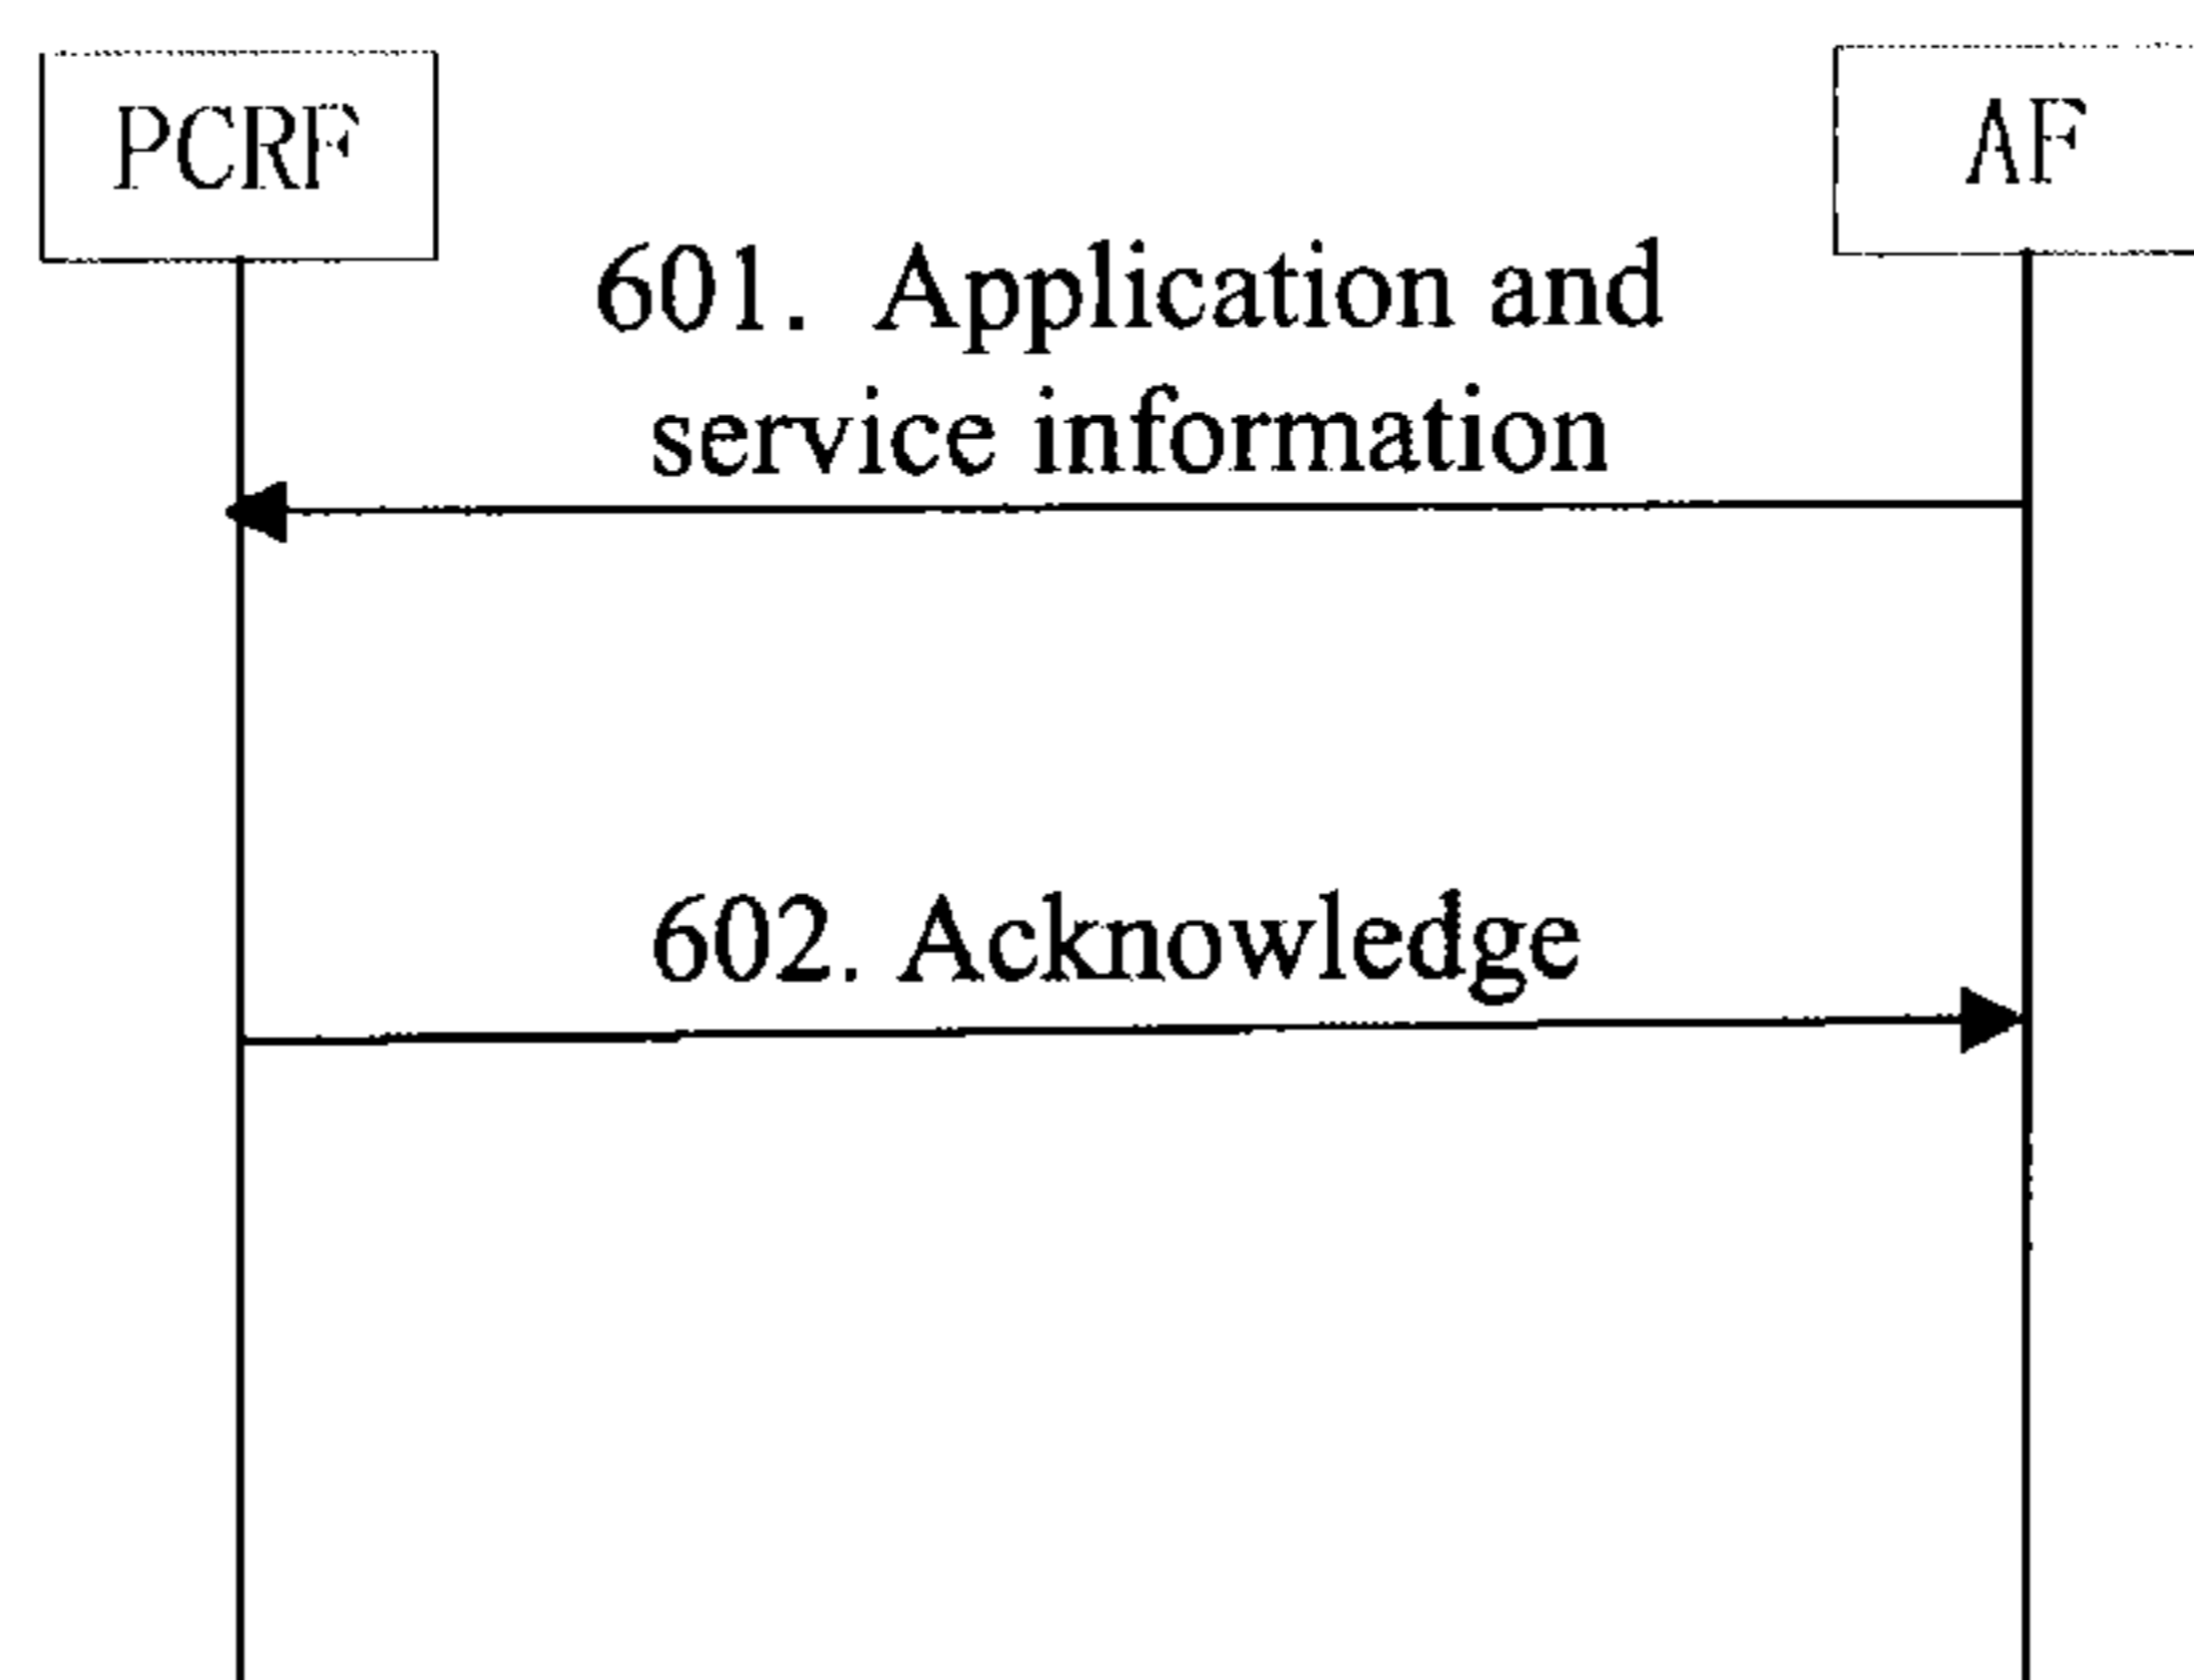 PCRF
AF
601. Application and
service information
602. Acknowledge